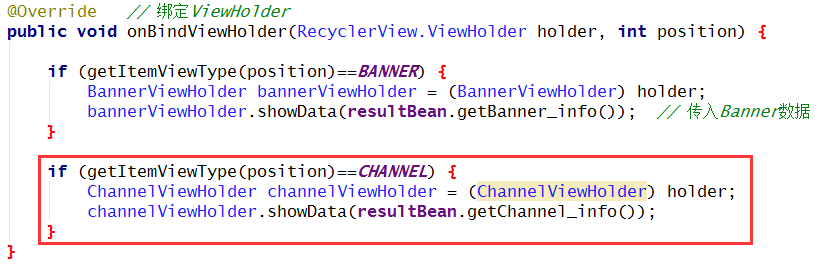 @Override   // 绑定ViewHolder
public void onBindViewHolder(RecyclerView.ViewHolder holder, int position) {
if (getItemViewType(position)==BANNER) {
BannerViewHolder bannerViewHolder = (BannerViewHolder) holder;
bannerViewHolder.showData(resultBean.getBanner_info());  // 传入Banner数据
}
if (getItemViewType(position)==CHANNEL) {
ChannelViewHolder channelViewHolder = (ChannelViewHolder) holder;
channelViewHolder.showData(resultBean.getChannel_info());
}
}